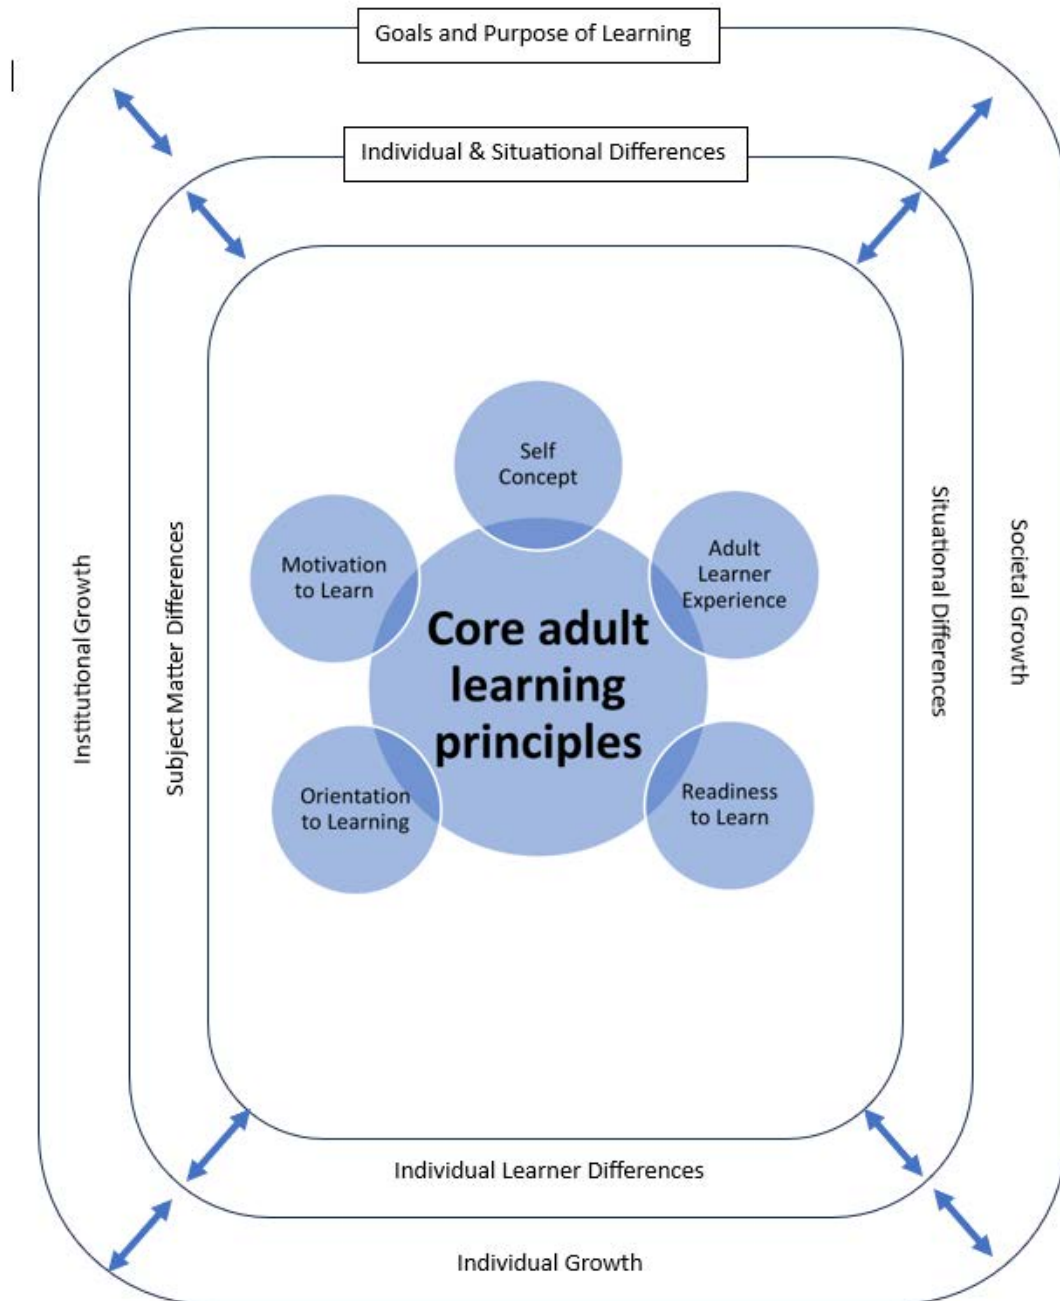 Goals and Purpose of Learning
Individual & Situational Differences
Self
Concept
Motivation
to Learn
Adult
Learner
Experience
Core adult
learning
principles
Orientation
to Learning
Readiness
to Learn
Institutional Growth
Subject Matter Differences
Situational Differences
Societal Growth
Individual Learner Differences
Individual Growth